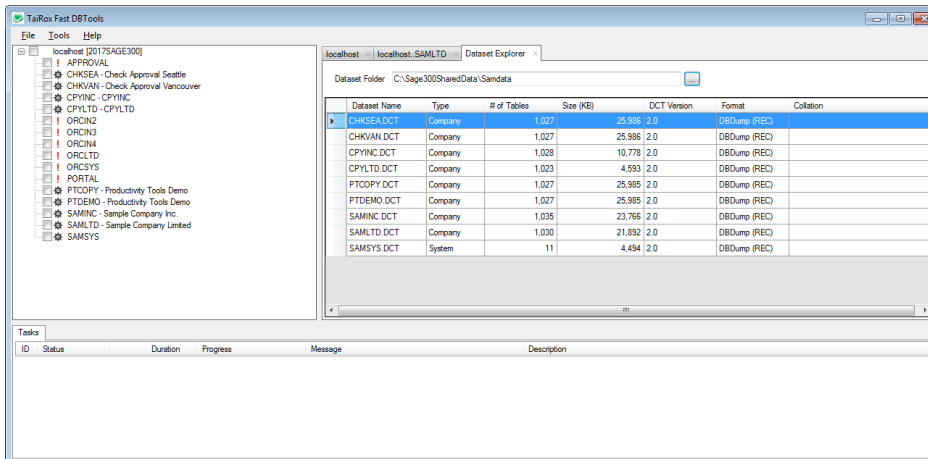 TaiRox Fast DBTools
File Tools Help
localhost [2017SAGE300]
APPROVAL
CHKSEA - Check Approval Seattle
CHKVAN - Check Approval Vancouver
CPYINC - CPYINC
CPYLTD - CPYLTD
ORCIN2
ORCIN3
ORCIN4
ORCLTD
ORCSYS
PORTAL
PTCOPY - Productivity Tools Demo
PTDEMO - Productivity Tools Demo
SAMINC - Sample Company Inc.
SAMLTD - Sample Company Limited
SAMSYS
localhost localhost..SAMLTD Dataset Explorer
Dataset Folder C:\Sage300SharedData\Samdata ...
Dataset Name Type # of Tables Size (KB) DCT Version Format Collation
CHKSEA.DCT Company 1,027 25,986 2.0 DBDump (REC)
CHKVAN.DCT Company 1,027 25,986 2.0 DBDump (REC)
CPYINC.DCT Company 1,028 10,778 2.0 DBDump (REC)
CPYLTD.DCT Company 1,023 4,593 2.0 DBDump (REC)
PTCOPY.DCT Company 1,027 25,985 2.0 DBDump (REC)
PTDEMO.DCT Company 1,027 25,985 2.0 DBDump (REC)
SAMINC.DCT Company 1,035 23,766 2.0 DBDump (REC)
SAMLTD.DCT Company 1,030 21,892 2.0 DBDump (REC)
SAMSYS.DCT System 11 4,494 2.0 DBDump (REC)
Tasks
ID Status Duration Progress Message Description